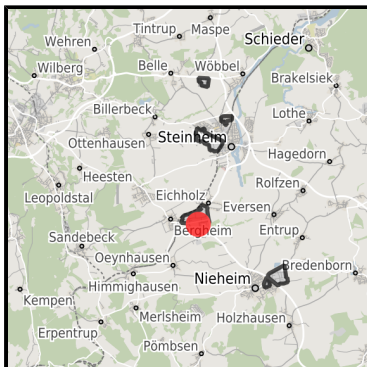 Tintrup
Maspe
Wehren
Schieder
Wilberg
Belle
Wöbbel
Brakelsiek
Billerbeck
Lothe
Ottenhausen
Steinheim
Hagedorn
Heesten
Rolfzen
Leopoldstal
Eichholz
Eversen
Sandebeck
Bergheim
Entrup
Oeynhausen
Bredenborn
Himmighausen
Nieheim
Kempen
Merlsheim
Holzhausen
Erpentrup
Pömbsen